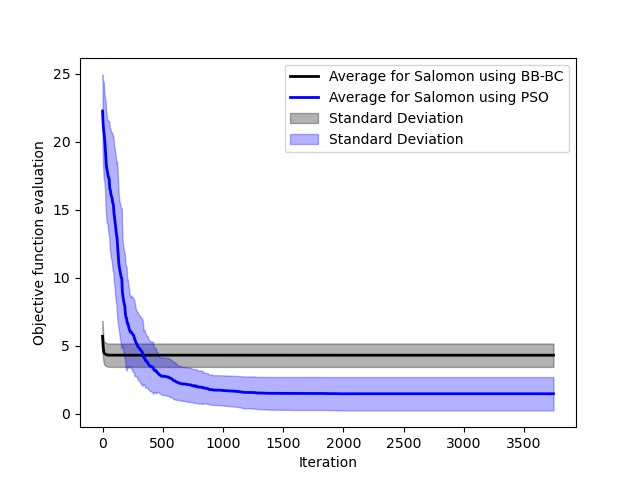 Average for Salomon using BB-BC
Average for Salomon using PSO
Standard Deviation
Standard Deviation
Objective function evaluation
25
20
15
10
5
0
0 500 1000 1500 2000 2500 3000 3500
Iteration